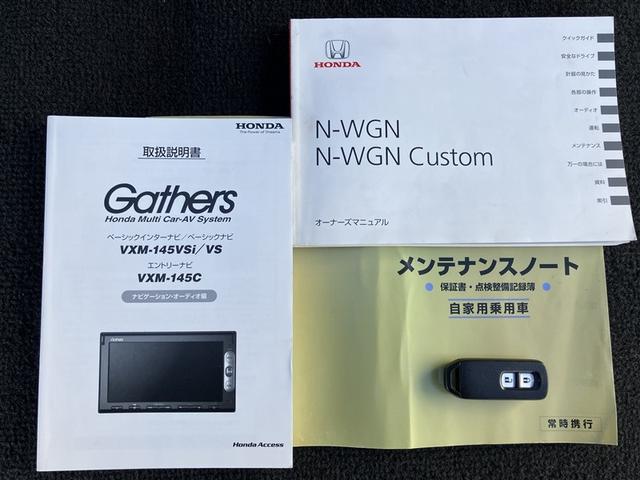 HONDA
The Power of Dreams
取扱説明書
Gathers
Honda Multi Car-AV System
ベーシックインターナビ/ベーシックナビ
VXM-145VSi/VS
エントリーナビ
VXM-145C
ナビゲーション・オーディオ編
Honda Access
HONDA
N-WGN
N-WGN Custom
オーナーズマニュアル
クイックガイド
安全なドライブ
計器の見かた
各部の操作
オーディオ
運転
メンテナンス
万一の場合には
資料
索引
メンテナンスノート
保証書・点検整備記録簿
自家用乗用車
常時携行